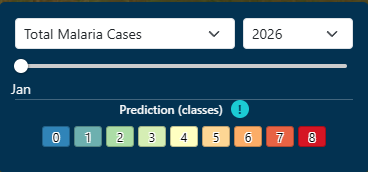 Total Malaria Cases 2026
Jan
Prediction (classes) !
0 1 2 3 4 5 6 7 8